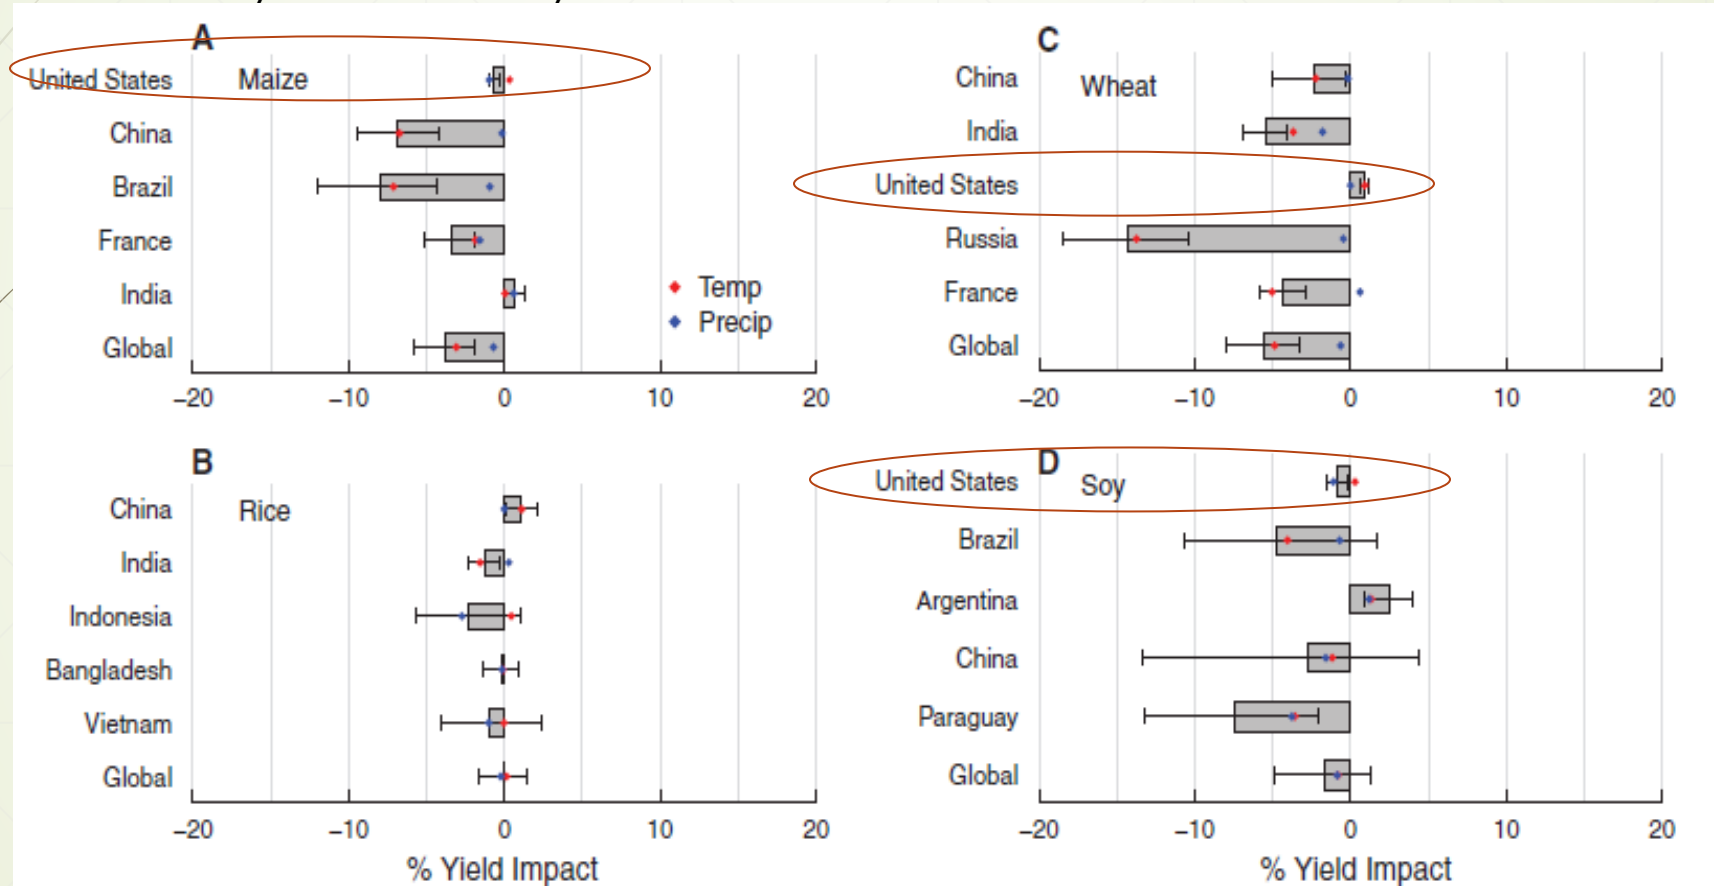 A
United States
Maize
China
Brazil
France
India
Global
Temp
Precip
−20 −10 0 10 20
C
China
Wheat
India
United States
Russia
France
Global
−20 −10 0 10 20
B
China
Rice
India
Indonesia
Bangladesh
Vietnam
Global
−20 −10 0 10 20
% Yield Impact
D
United States
Soy
Brazil
Argentina
China
Paraguay
Global
−20 −10 0 10 20
% Yield Impact